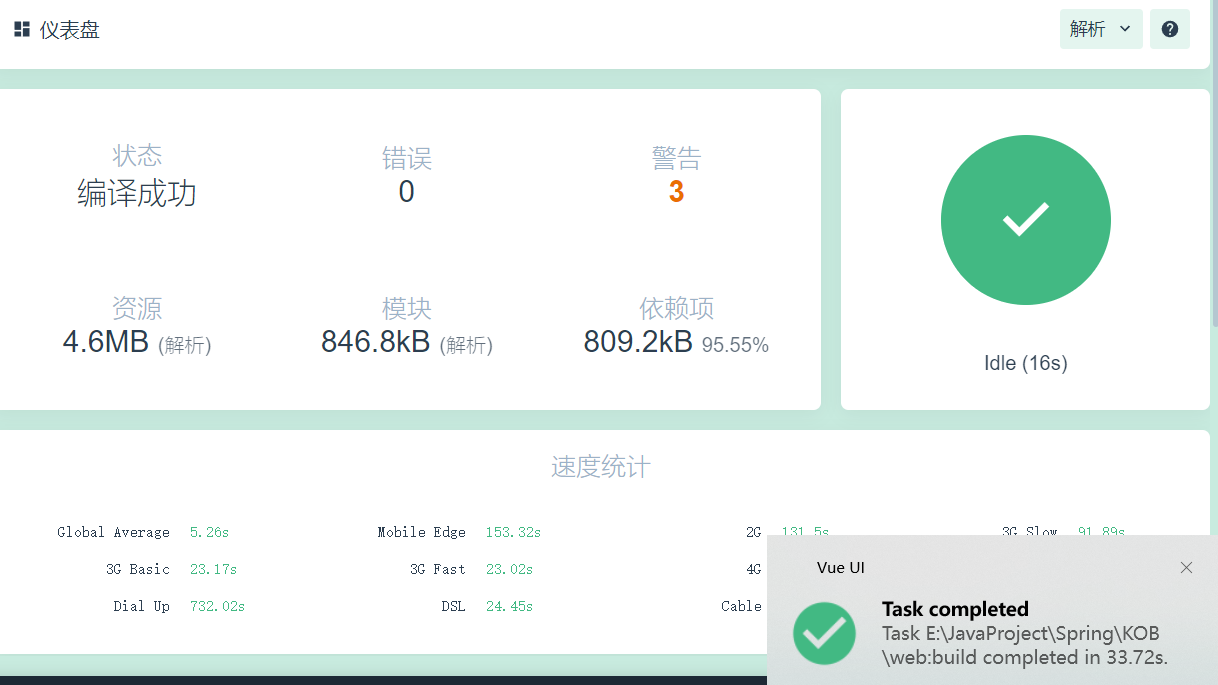 仪表盘
解析
状态
编译成功
错误
0
警告
3
资源
4.6MB (解析)
模块
846.8kB (解析)
依赖项
809.2kB 95.55%
Idle (16s)
速度统计
Global Average 5.26s
Mobile Edge 153.32s
2G 131.5s
3G Slow 91.89s
3G Basic 23.17s
3G Fast 23.02s
4G
Dial Up 732.02s
DSL 24.45s
Cable
Vue UI
Task completed
Task E:\JavaProject\Spring\KOB
\web:build completed in 33.72s.